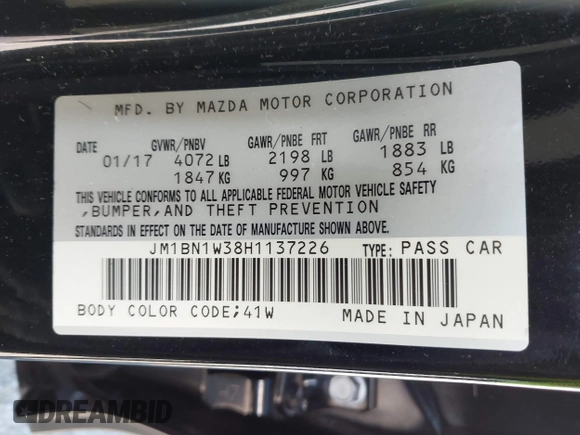 MFD. BY MAZDA MOTOR CORPORATION
DATE GVWR/PNBV GAWR/PNBE FRT GAWR/PNBE RR
01/17 4072 LB 2198 LB 1883 LB
1847 KG 997 KG 854 KG
THIS VEHICLE CONFORMS TO ALL APPLICABLE FEDERAL MOTOR VEHICLE SAFETY
,BUMPER,AND THEFT PREVENTION
STANDARDS IN EFFECT ON THE DATE OF MANUFACTURE SHOWN ABOVE.
JM1BN1W38H1137226 TYPE: PASS CAR
BODY COLOR CODE;41W MADE IN JAPAN
DREAMBID